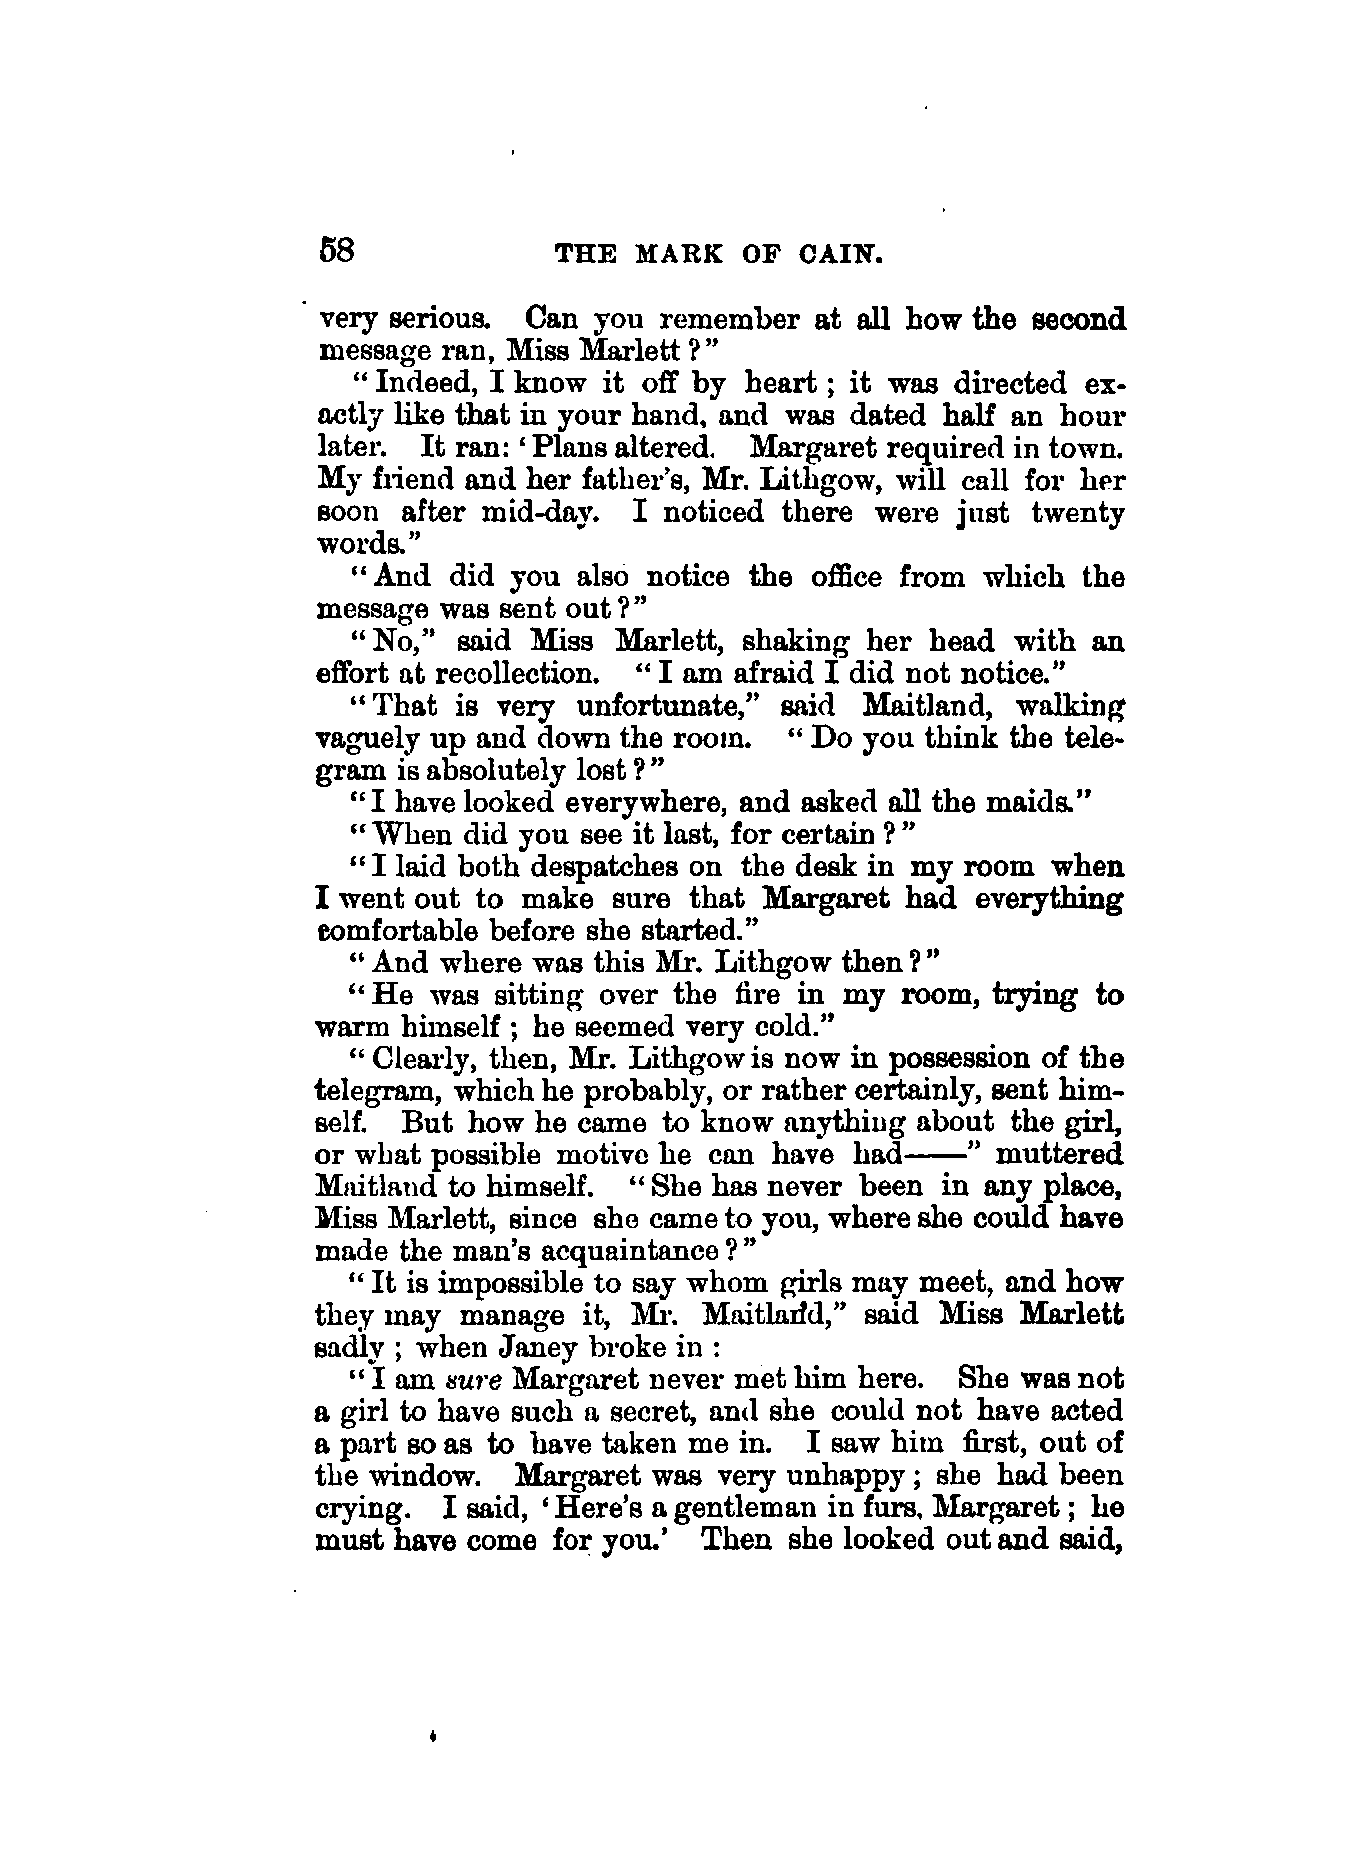 58 THE MARK OF CAIN.
very serious. Can you remember at all how the second
message ran, Miss Marlett?"
"Indeed, I know it off by heart; it was directed ex-
actly like that in your hand, and was dated half an hour
later. It ran: 'Plans altered. Margaret required in town.
My friend and her father's, Mr. Lithgow, will call for her
soon after mid-day. I noticed there were just twenty
words."
"And did you also notice the office from which the
message was sent out?"
"No," said Miss Marlett, shaking her head with an
effort at recollection. "I am afraid I did not notice."
"That is very unfortunate," said Maitland, walking
vaguely up and down the room. "Do you think the tele-
gram is absolutely lost?"
"I have looked everywhere, and asked all the maids."
"When did you see it last, for certain?"
"I laid both despatches on the desk in my room when
I went out to make sure that Margaret had everything
comfortable before she started."
"And where was this Mr. Lithgow then?"
"He was sitting over the fire in my room, trying to
warm himself; he seemed very cold."
"Clearly, then, Mr. Lithgow is now in possession of the
telegram, which he probably, or rather certainly, sent him-
self. But how he came to know anything about the girl,
or what possible motive he can have had——" muttered
Maitland to himself. "She has never been in any place,
Miss Marlett, since she came to you, where she could have
made the man's acquaintance?"
"It is impossible to say whom girls may meet, and how
they may manage it, Mr. Maitland," said Miss Marlett
sadly; when Janey broke in:
"I am sure Margaret never met him here. She was not
a girl to have such a secret, and she could not have acted
a part so as to have taken me in. I saw him first, out of
the window. Margaret was very unhappy; she had been
crying. I said, 'Here's a gentleman in furs, Margaret; he
must have come for you.' Then she looked out and said,